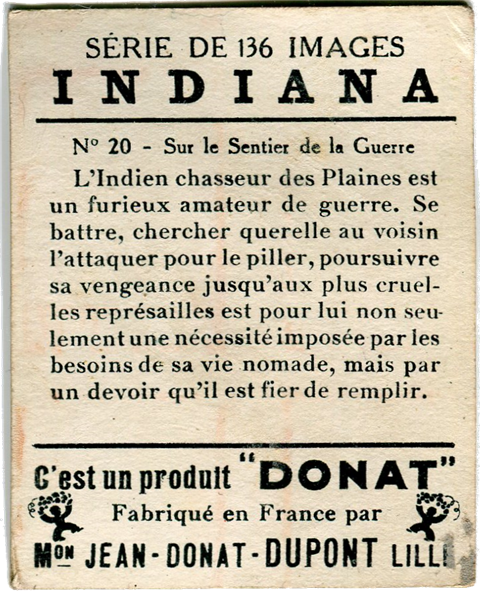 SÉRIE DE 136 IMAGES
INDIANA
Nº 20 - Sur le Sentier de la Guerre
L'Indien chasseur des Plaines est
un furieux amateur de guerre. Se
battre, chercher querelle au voisin
l'attaquer pour le piller, poursuivre
sa vengeance jusqu'aux plus cruel-
les représailles est pour lui non seu-
lement une nécessité imposée par les
besoins de sa vie nomade, mais par
un devoir qu'il est fier de remplir.
C'est un produit "DONAT"
Fabriqué en France par
MON JEAN-DONAT-DUPONT LILLE